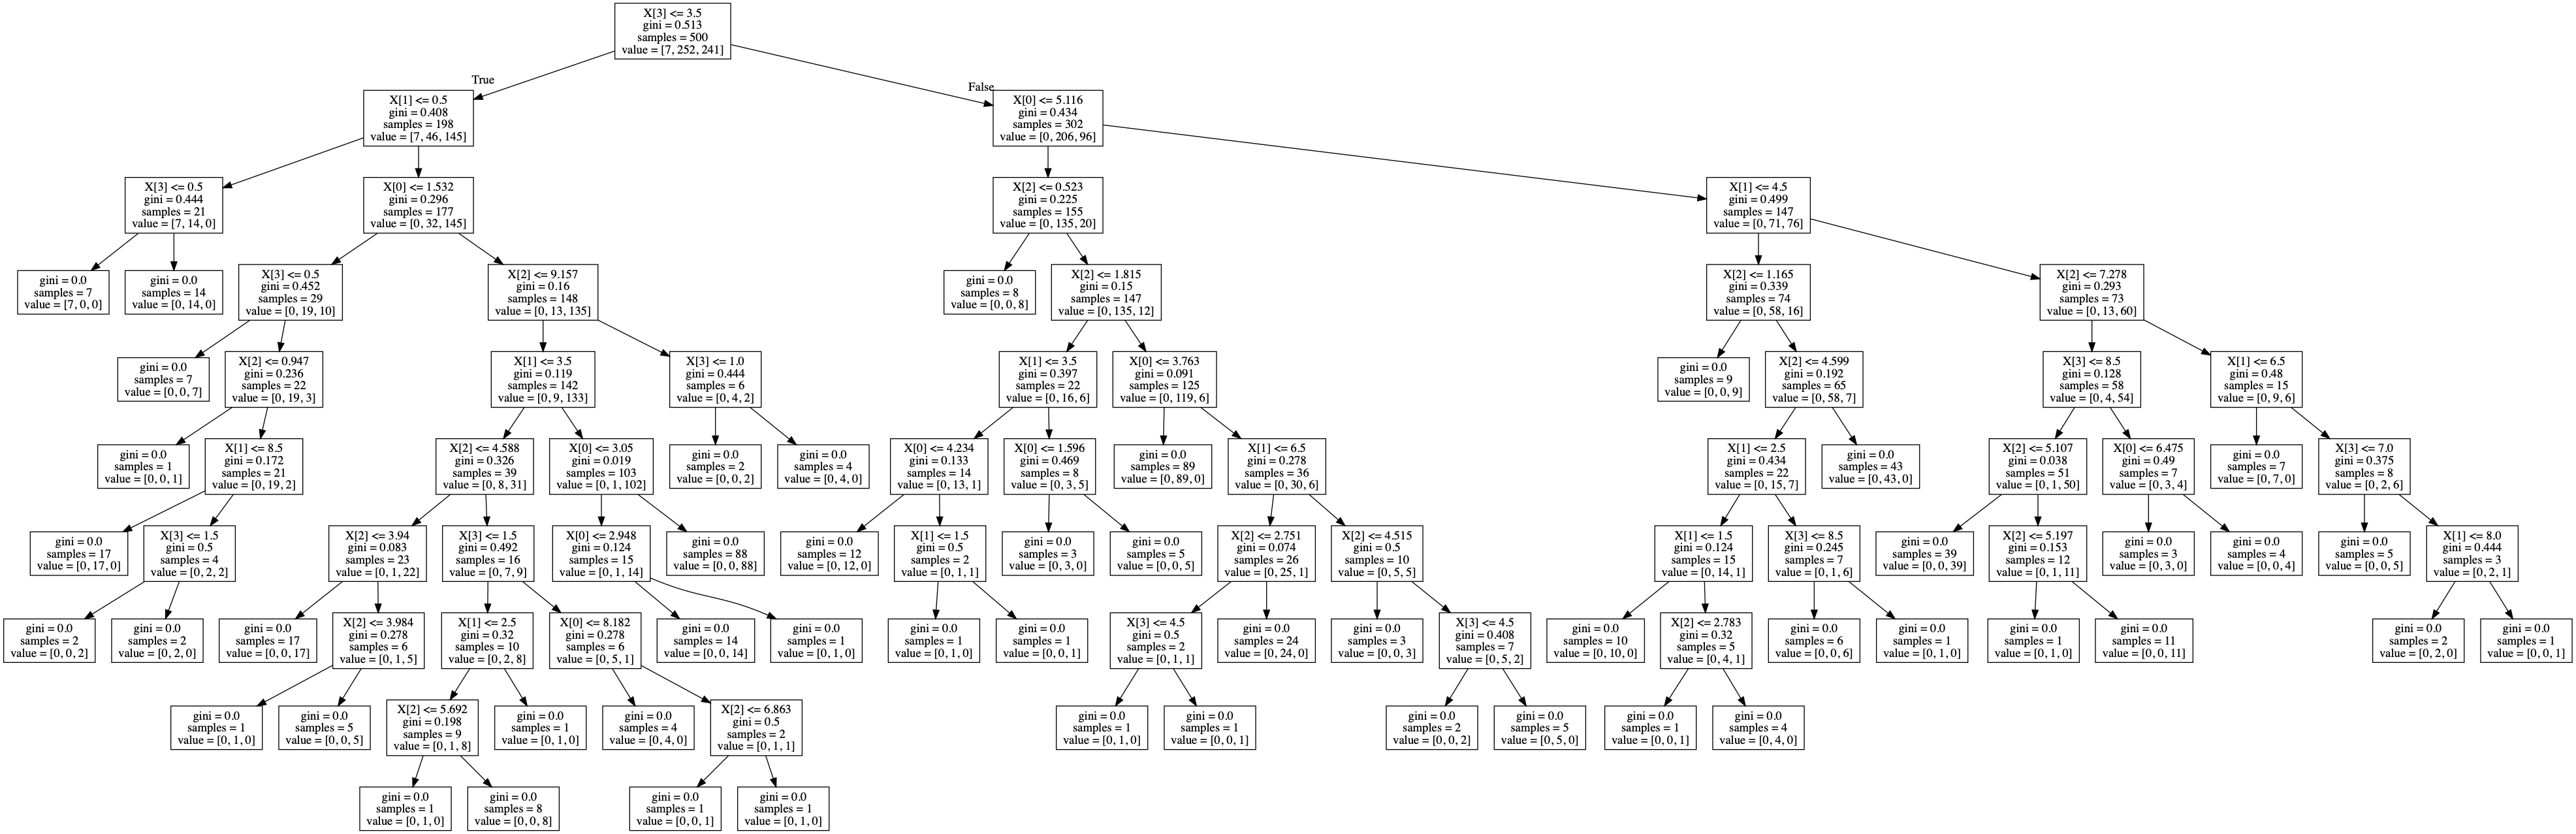 X[3] <= 3.5
gini = 0.513
samples = 500
value = [7, 252, 241]
True
False
X[1] <= 0.5
gini = 0.408
samples = 198
value = [7, 46, 145]
X[0] <= 5.116
gini = 0.434
samples = 302
value = [0, 206, 96]
X[3] <= 0.5
gini = 0.444
samples = 21
value = [7, 14, 0]
X[0] <= 1.532
gini = 0.296
samples = 177
value = [0, 32, 145]
X[2] <= 0.523
gini = 0.225
samples = 155
value = [0, 135, 20]
X[1] <= 4.5
gini = 0.499
samples = 147
value = [0, 71, 76]
gini = 0.0
samples = 7
value = [7, 0, 0]
gini = 0.0
samples = 14
value = [0, 14, 0]
X[3] <= 0.5
gini = 0.452
samples = 29
value = [0, 19, 10]
X[2] <= 9.157
gini = 0.16
samples = 148
value = [0, 13, 135]
gini = 0.0
samples = 8
value = [0, 0, 8]
X[2] <= 1.815
gini = 0.15
samples = 147
value = [0, 135, 12]
X[2] <= 1.165
gini = 0.339
samples = 74
value = [0, 58, 16]
X[2] <= 7.278
gini = 0.293
samples = 73
value = [0, 13, 60]
gini = 0.0
samples = 7
value = [0, 0, 7]
X[2] <= 0.947
gini = 0.236
samples = 22
value = [0, 19, 3]
X[1] <= 3.5
gini = 0.119
samples = 142
value = [0, 9, 133]
X[3] <= 1.0
gini = 0.444
samples = 6
value = [0, 4, 2]
X[1] <= 3.5
gini = 0.397
samples = 22
value = [0, 16, 6]
X[0] <= 3.763
gini = 0.091
samples = 125
value = [0, 119, 6]
gini = 0.0
samples = 9
value = [0, 0, 9]
X[2] <= 4.599
gini = 0.192
samples = 65
value = [0, 58, 7]
X[3] <= 8.5
gini = 0.128
samples = 58
value = [0, 4, 54]
X[1] <= 6.5
gini = 0.48
samples = 15
value = [0, 9, 6]
gini = 0.0
samples = 1
value = [0, 0, 1]
X[1] <= 8.5
gini = 0.172
samples = 21
value = [0, 19, 2]
X[2] <= 4.588
gini = 0.326
samples = 39
value = [0, 8, 31]
X[0] <= 3.05
gini = 0.019
samples = 103
value = [0, 1, 102]
gini = 0.0
samples = 2
value = [0, 0, 2]
gini = 0.0
samples = 4
value = [0, 4, 0]
X[0] <= 4.234
gini = 0.133
samples = 14
value = [0, 13, 1]
X[0] <= 1.596
gini = 0.469
samples = 8
value = [0, 3, 5]
gini = 0.0
samples = 89
value = [0, 89, 0]
X[1] <= 6.5
gini = 0.278
samples = 36
value = [0, 30, 6]
X[1] <= 2.5
gini = 0.434
samples = 22
value = [0, 15, 7]
gini = 0.0
samples = 43
value = [0, 43, 0]
X[2] <= 5.107
gini = 0.038
samples = 51
value = [0, 1, 50]
X[0] <= 6.475
gini = 0.49
samples = 7
value = [0, 3, 4]
gini = 0.0
samples = 7
value = [0, 7, 0]
X[3] <= 7.0
gini = 0.375
samples = 8
value = [0, 2, 6]
gini = 0.0
samples = 17
value = [0, 17, 0]
X[3] <= 1.5
gini = 0.5
samples = 4
value = [0, 2, 2]
X[2] <= 3.94
gini = 0.083
samples = 23
value = [0, 1, 22]
X[3] <= 1.5
gini = 0.492
samples = 16
value = [0, 7, 9]
X[0] <= 2.948
gini = 0.124
samples = 15
value = [0, 1, 14]
gini = 0.0
samples = 88
value = [0, 0, 88]
gini = 0.0
samples = 12
value = [0, 12, 0]
X[1] <= 1.5
gini = 0.5
samples = 2
value = [0, 1, 1]
gini = 0.0
samples = 3
value = [0, 3, 0]
gini = 0.0
samples = 5
value = [0, 0, 5]
X[2] <= 2.751
gini = 0.074
samples = 26
value = [0, 25, 1]
X[2] <= 4.515
gini = 0.5
samples = 10
value = [0, 5, 5]
X[1] <= 1.5
gini = 0.124
samples = 15
value = [0, 14, 1]
X[3] <= 8.5
gini = 0.245
samples = 7
value = [0, 1, 6]
gini = 0.0
samples = 39
value = [0, 0, 39]
X[2] <= 5.197
gini = 0.153
samples = 12
value = [0, 1, 11]
gini = 0.0
samples = 3
value = [0, 3, 0]
gini = 0.0
samples = 4
value = [0, 0, 4]
gini = 0.0
samples = 5
value = [0, 0, 5]
X[1] <= 8.0
gini = 0.444
samples = 3
value = [0, 2, 1]
gini = 0.0
samples = 2
value = [0, 0, 2]
gini = 0.0
samples = 2
value = [0, 2, 0]
gini = 0.0
samples = 17
value = [0, 0, 17]
X[2] <= 3.984
gini = 0.278
samples = 6
value = [0, 1, 5]
X[1] <= 2.5
gini = 0.32
samples = 10
value = [0, 2, 8]
X[0] <= 8.182
gini = 0.278
samples = 6
value = [0, 5, 1]
gini = 0.0
samples = 14
value = [0, 0, 14]
gini = 0.0
samples = 1
value = [0, 1, 0]
gini = 0.0
samples = 1
value = [0, 1, 0]
gini = 0.0
samples = 1
value = [0, 0, 1]
X[3] <= 4.5
gini = 0.5
samples = 2
value = [0, 1, 1]
gini = 0.0
samples = 24
value = [0, 24, 0]
gini = 0.0
samples = 3
value = [0, 0, 3]
X[3] <= 4.5
gini = 0.408
samples = 7
value = [0, 5, 2]
gini = 0.0
samples = 10
value = [0, 10, 0]
X[2] <= 2.783
gini = 0.32
samples = 5
value = [0, 4, 1]
gini = 0.0
samples = 6
value = [0, 0, 6]
gini = 0.0
samples = 1
value = [0, 1, 0]
gini = 0.0
samples = 1
value = [0, 1, 0]
gini = 0.0
samples = 11
value = [0, 0, 11]
gini = 0.0
samples = 2
value = [0, 2, 0]
gini = 0.0
samples = 1
value = [0, 0, 1]
gini = 0.0
samples = 1
value = [0, 1, 0]
gini = 0.0
samples = 5
value = [0, 0, 5]
X[2] <= 5.692
gini = 0.198
samples = 9
value = [0, 1, 8]
gini = 0.0
samples = 1
value = [0, 1, 0]
gini = 0.0
samples = 4
value = [0, 4, 0]
X[2] <= 6.863
gini = 0.5
samples = 2
value = [0, 1, 1]
gini = 0.0
samples = 1
value = [0, 1, 0]
gini = 0.0
samples = 1
value = [0, 0, 1]
gini = 0.0
samples = 2
value = [0, 0, 2]
gini = 0.0
samples = 5
value = [0, 5, 0]
gini = 0.0
samples = 1
value = [0, 0, 1]
gini = 0.0
samples = 4
value = [0, 4, 0]
gini = 0.0
samples = 1
value = [0, 1, 0]
gini = 0.0
samples = 8
value = [0, 0, 8]
gini = 0.0
samples = 1
value = [0, 0, 1]
gini = 0.0
samples = 1
value = [0, 1, 0]